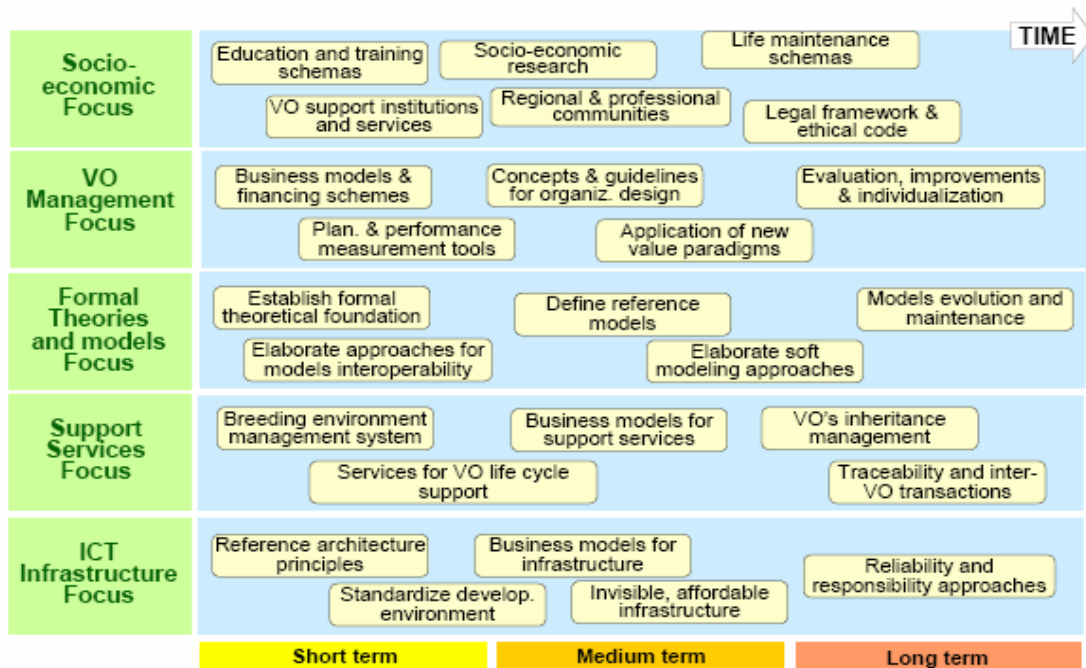 TIME
Socio-
economic
Focus
Education and training
schemas
Socio-economic
research
Life maintenance
schemas
VO support institutions
and services
Regional & professional
communities
Legal framework &
ethical code
VO
Management
Focus
Business models &
financing schemes
Concepts & guidelines
for organiz. design
Evaluation, improvements
& individualization
Plan. & performance
measurement tools
Application of new
value paradigms
Formal
Theories
and models
Focus
Establish formal
theoretical foundation
Define reference
models
Models evolution and
maintenance
Elaborate approaches for
models interoperability
Elaborate soft
modeling approaches
Support
Services
Focus
Breeding environment
management system
Business models for
support services
VO's inheritance
management
Services for VO life cycle
support
Traceability and inter-
VO transactions
ICT
Infrastructure
Focus
Reference architecture
principles
Business models for
infrastructure
Reliability and
responsibility approaches
Standardize develop.
environment
Invisible, affordable
infrastructure
Short term
Medium term
Long term